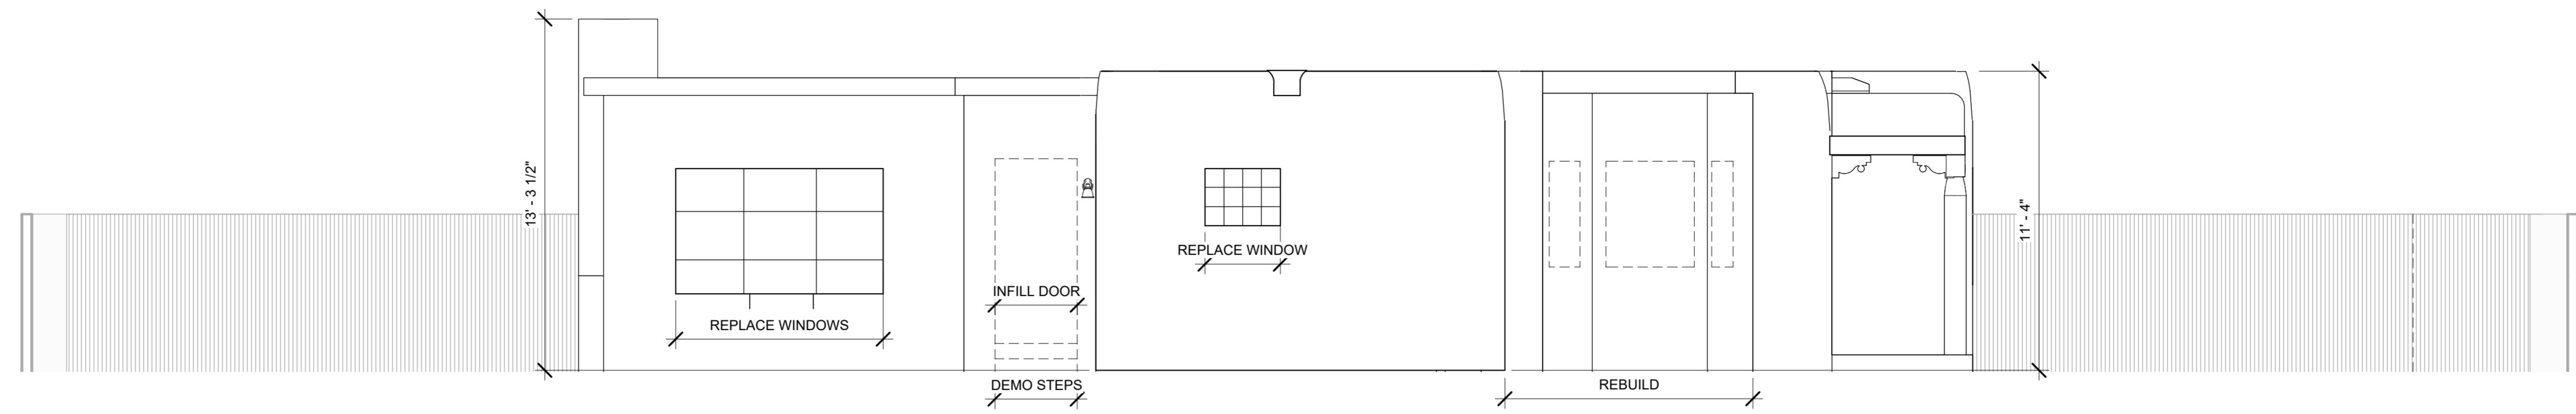 13' - 3 1/2"
11' - 4"
REPLACE WINDOW
INFILL DOOR
REPLACE WINDOWS
DEMO STEPS
REBUILD